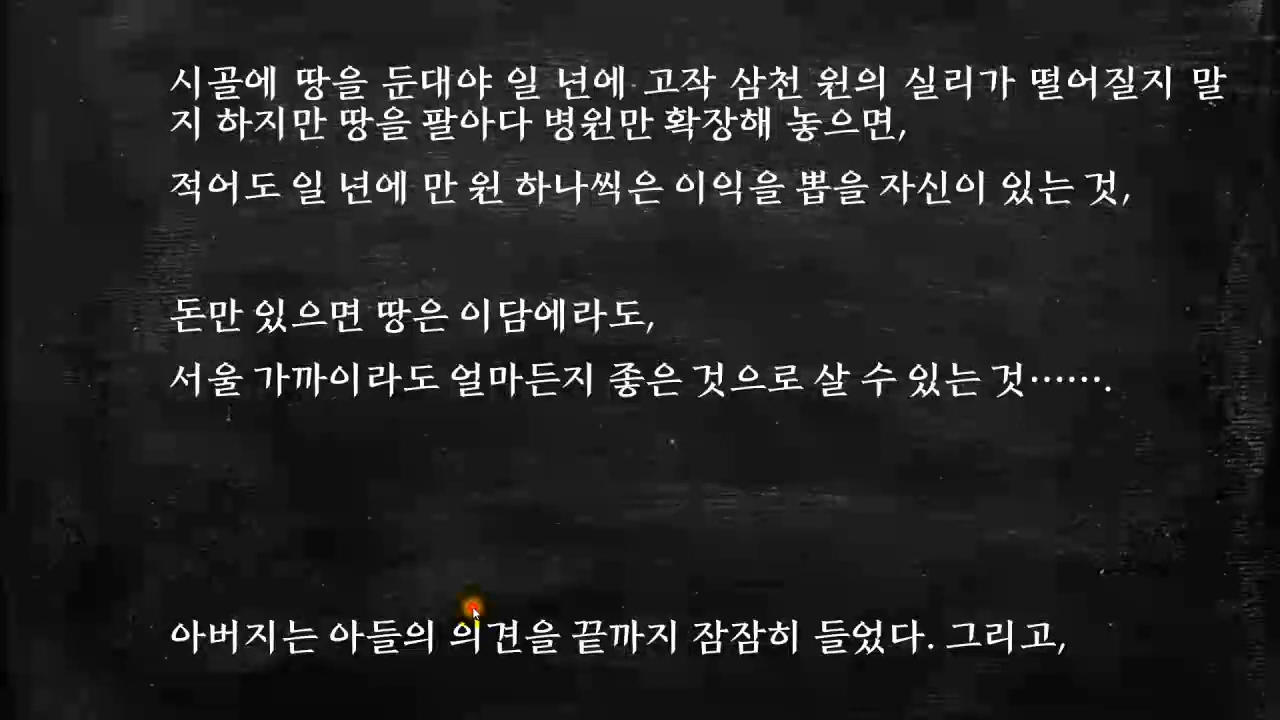 시골에 땅을 둔대야 일 년에 고작 삼천 원의 실리가 떨어질지 말
지 하지만 땅을 팔아다 병원만 확장해 놓으면,
적어도 일 년에 만 원 하나씩은 이익을 뽑을 자신이 있는 것,
돈만 있으면 땅은 이담에라도,
서울 가까이라도 얼마든지 좋은 것으로 살 수 있는 것…….
아버지는 아들의 의견을 끝까지 잠잠히 들었다. 그리고,